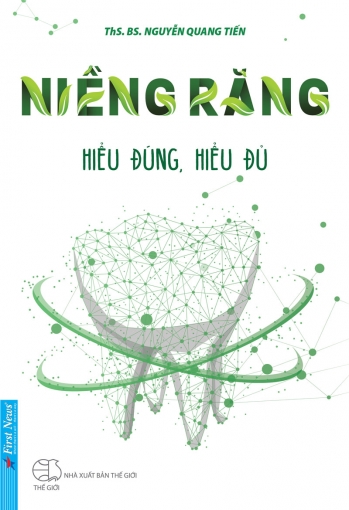 ThS. BS. NGUYỄN QUANG TIẾN
NIỀNG RĂNG
HIỂU ĐÚNG, HIỂU ĐỦ
First News
NHÀ XUẤT BẢN THẾ GIỚI
THẾ GIỚI